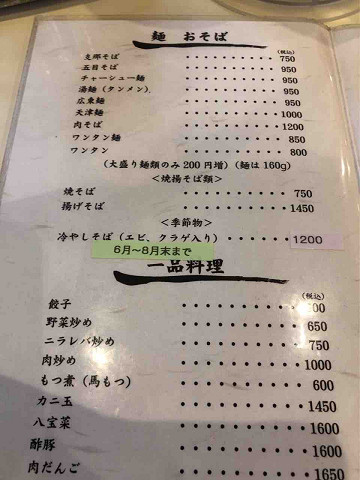 麺 おそば
(税込)
支那そば ・・・・・・・・・・ 750
五目そば ・・・・・・・・・・ 950
チャーシュー麺 ・・・・・・・・・・ 950
湯麺（タンメン） ・・・・・・・・・・ 950
広東麺 ・・・・・・・・・・ 950
天津麺 ・・・・・・・・・・ 1000
肉そば ・・・・・・・・・・ 1200
ワンタン麺 ・・・・・・・・・・ 850
ワンタン ・・・・・・・・・・ 800
（大盛り麺類のみ 200 円増）（麺は 160g）
＜焼揚そば類＞
焼そば ・・・・・・・・・・ 750
揚げそば ・・・・・・・・・・ 1450
＜季節物＞
冷やしそば（エビ、クラゲ入り）・・・・・・ 1200
6月～8月末まで
一品料理
(税込)
餃子 ・・・・・・・・・・
野菜炒め ・・・・・・・・・・ 650
ニラレバ炒め ・・・・・・・・・・ 750
肉炒め ・・・・・・・・・・ 1000
もつ煮（馬もつ） ・・・・・・・・・・ 600
カニ玉 ・・・・・・・・・・ 1450
八宝菜 ・・・・・・・・・・ 1600
酢豚 ・・・・・・・・・・ 1600
肉だんご ・・・・・・・・・・ 1650